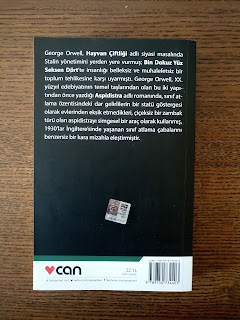 George Orwell, Hayvan Çiftliği adlı siyasi masalında
Stalin yönetimini yerden yere vurmuş; Bin Dokuz Yüz
Seksen Dört'te insanlığı belleksiz ve muhalefetsiz bir
toplum tehlikesine karşı uyarmıştı. George Orwell, XX.
yüzyıl edebiyatının temel taşlarından olan bu iki yapı-
tından önce yazdığı Aspidistra adlı romanında, sınıf atla-
ma özentisindeki dar gelirlilerin bir statü göstergesi
olarak evlerinden eksik etmedikleri, çiçeksiz bir zambak
türü olan aspidistrayı simgesel bir araç olarak kullanmış,
1930'lar İngiltere'sinde yaşanan sınıf atlama çabalarını
benzersiz bir kara mizahla eleştirmiştir.
can